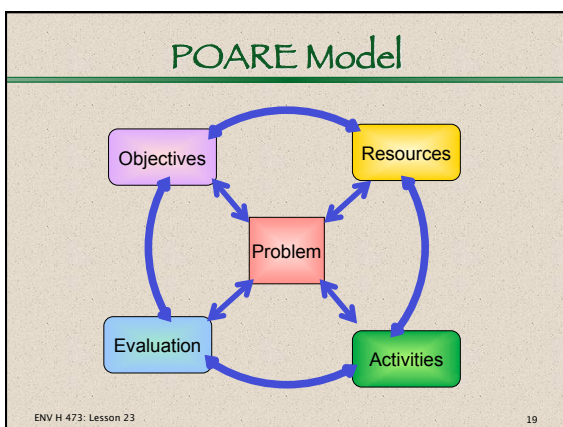 POARE Model
Objectives
Resources
Problem
Evaluation
Activities
ENV H 473: Lesson 23
19